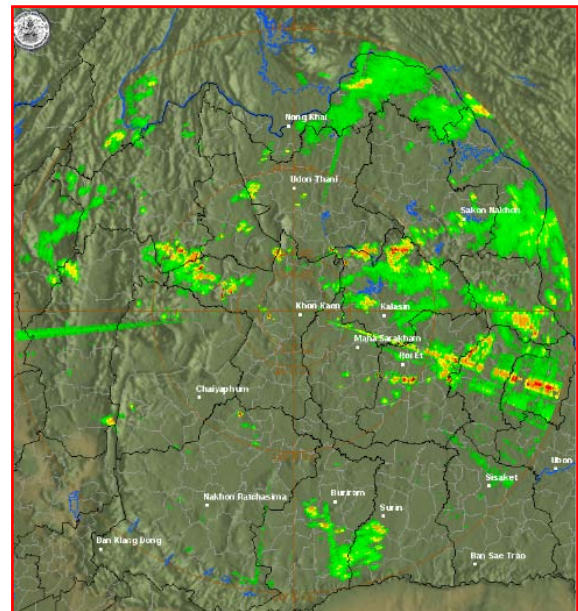 Nong Khai
Udon Thani
Sakon Nakhon
Khon Kaen
Kalasin
Maha Sarakham
Roi Et
Chaiyaphum
Ubon
Sisaket
Nakhon Ratchasima
Buriram
Surin
Ban Klang Dong
Ban Sae Trao